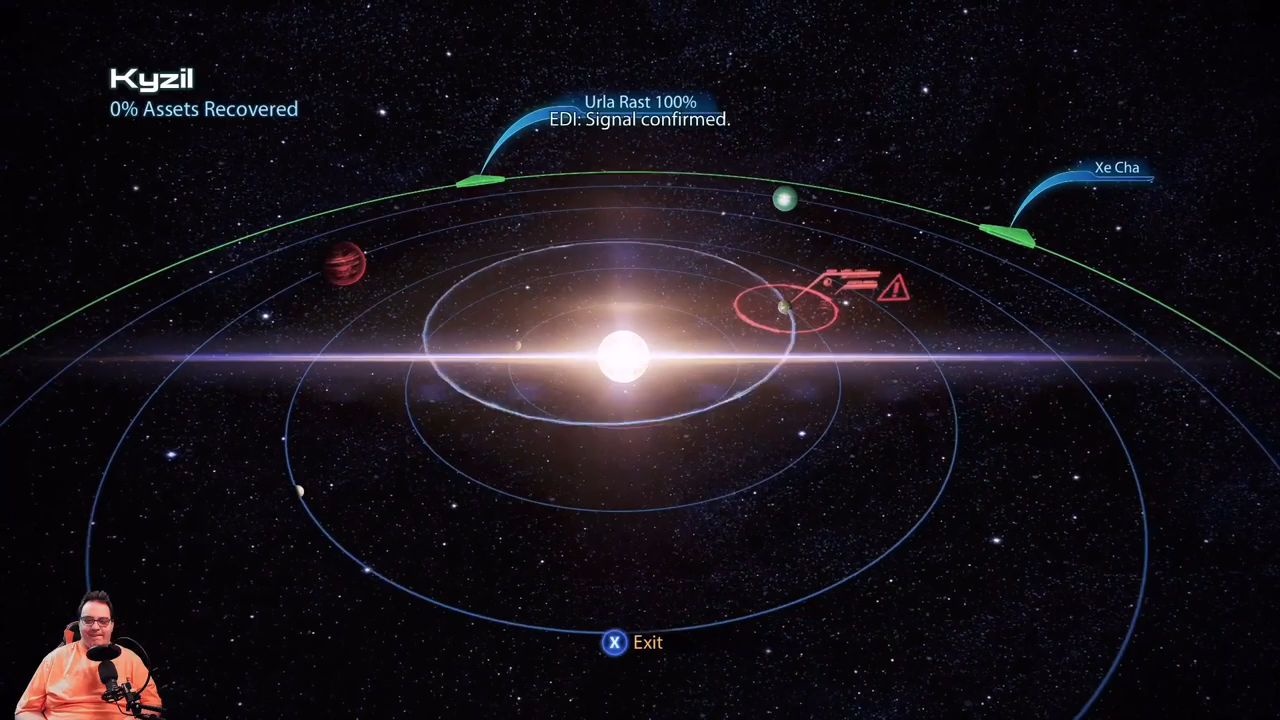 Kyzil
0% Assets Recovered
Urla Rast 100%
EDI: Signal confirmed.
Xe Cha
X Exit